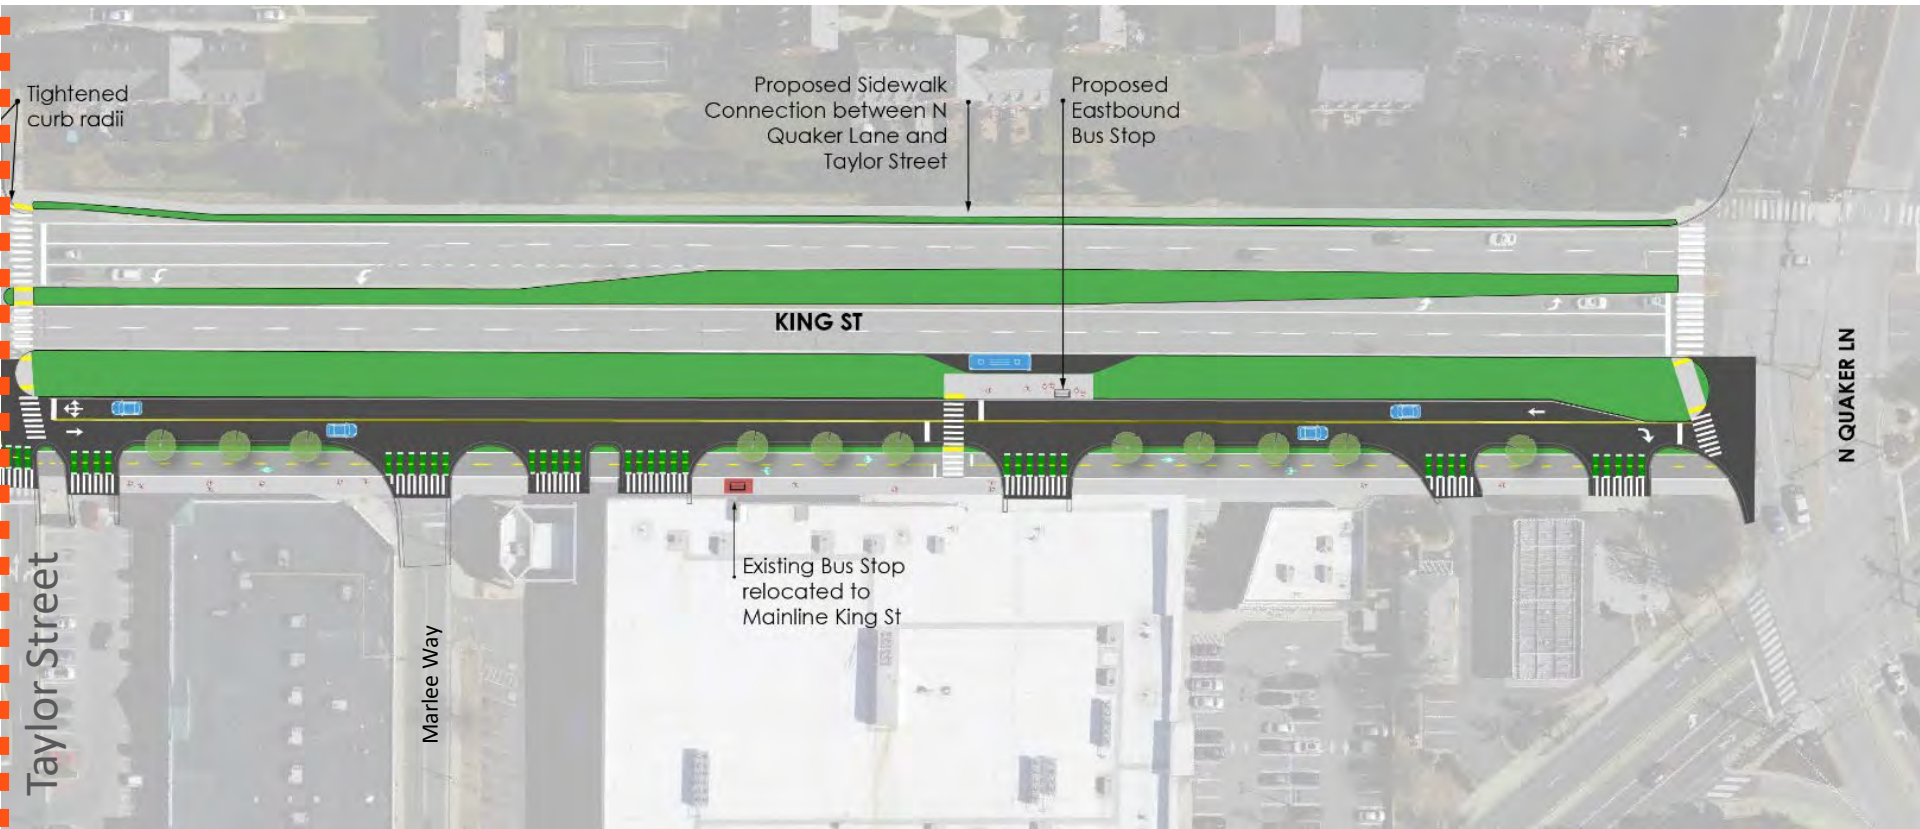 Tightened
curb radii
Proposed Sidewalk
Connection between N
Quaker Lane and
Taylor Street
Proposed
Eastbound
Bus Stop
KING ST
N QUAKER LN
Existing Bus Stop
relocated to
Mainline King St
Marlee Way
Taylor Street